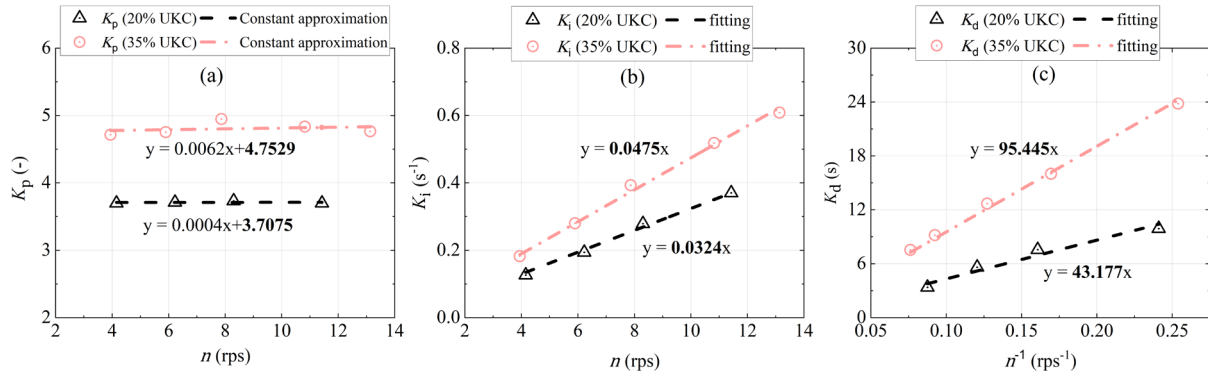 Kp (20% UKC) Constant approximation
Kp (35% UKC) Constant approximation
(a)
6
5
4
3
2
Kp (-)
y = 0.0062x+4.7529
y = 0.0004x+3.7075
2 4 6 8 10 12 14
n (rps)
Ki (20% UKC) fitting
Ki (35% UKC) fitting
(b)
0.8
0.6
0.4
0.2
0.0
Ki (s-1)
y = 0.0475x
y = 0.0324x
2 4 6 8 10 12 14
n (rps)
Kd (20% UKC) fitting
Kd (35% UKC) fitting
(c)
30
24
18
12
6
0
Kd (s)
y = 95.445x
y = 43.177x
0.05 0.10 0.15 0.20 0.25
n-1 (rps-1)